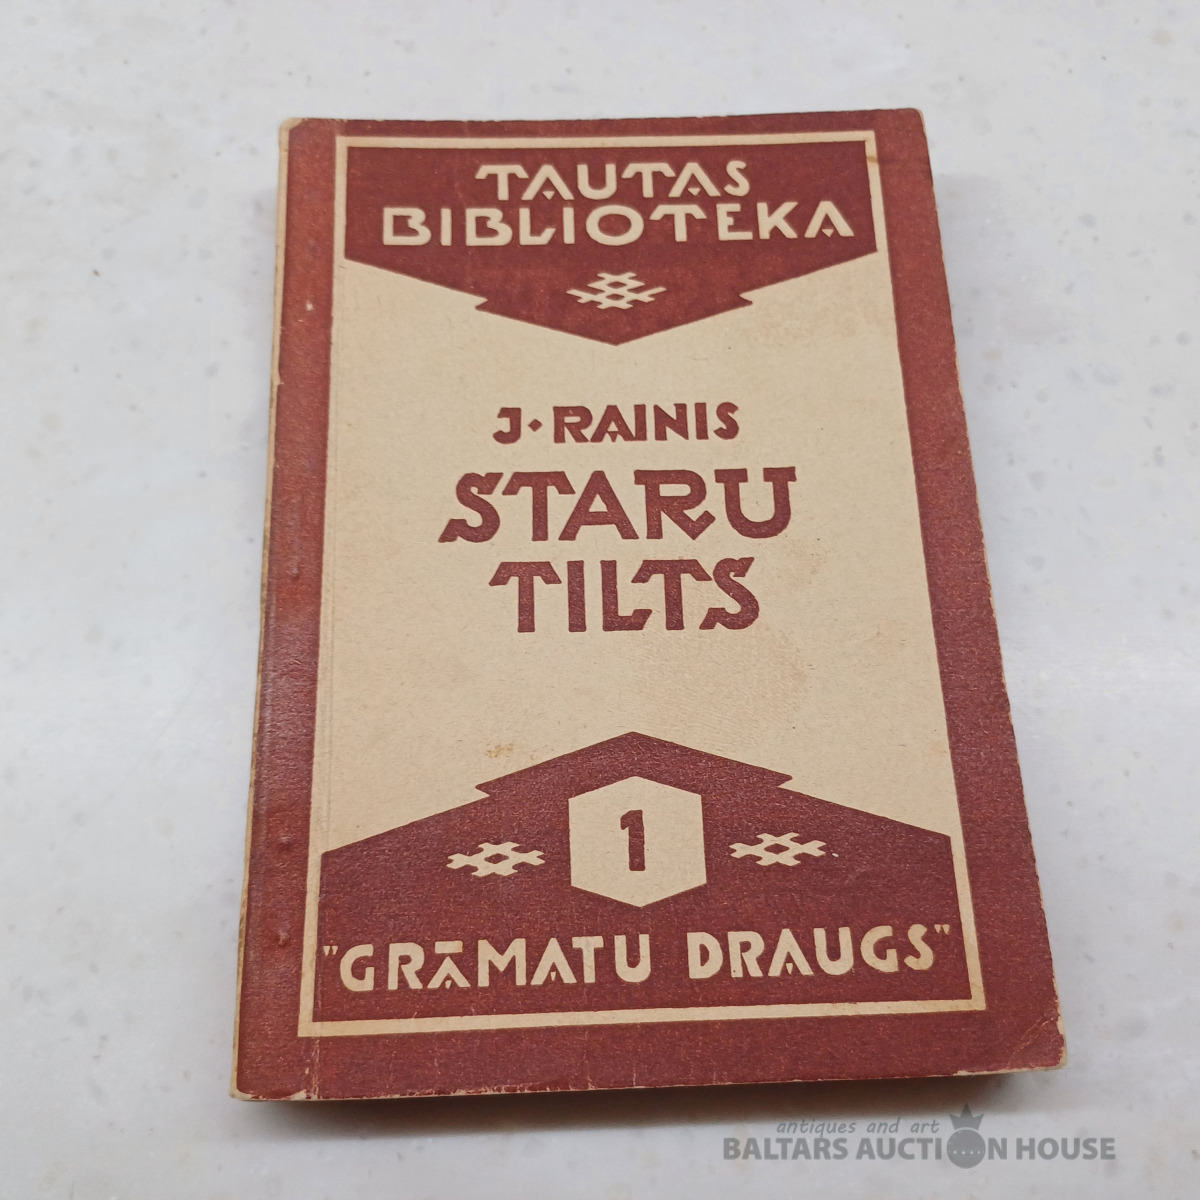 TAUTAS
BIBLIOTEKA
J. RAINIS
STARU
TILTS
1
"GRĀMATU DRAUGS"
antiques and art
BALTARS AUCTION HOUSE